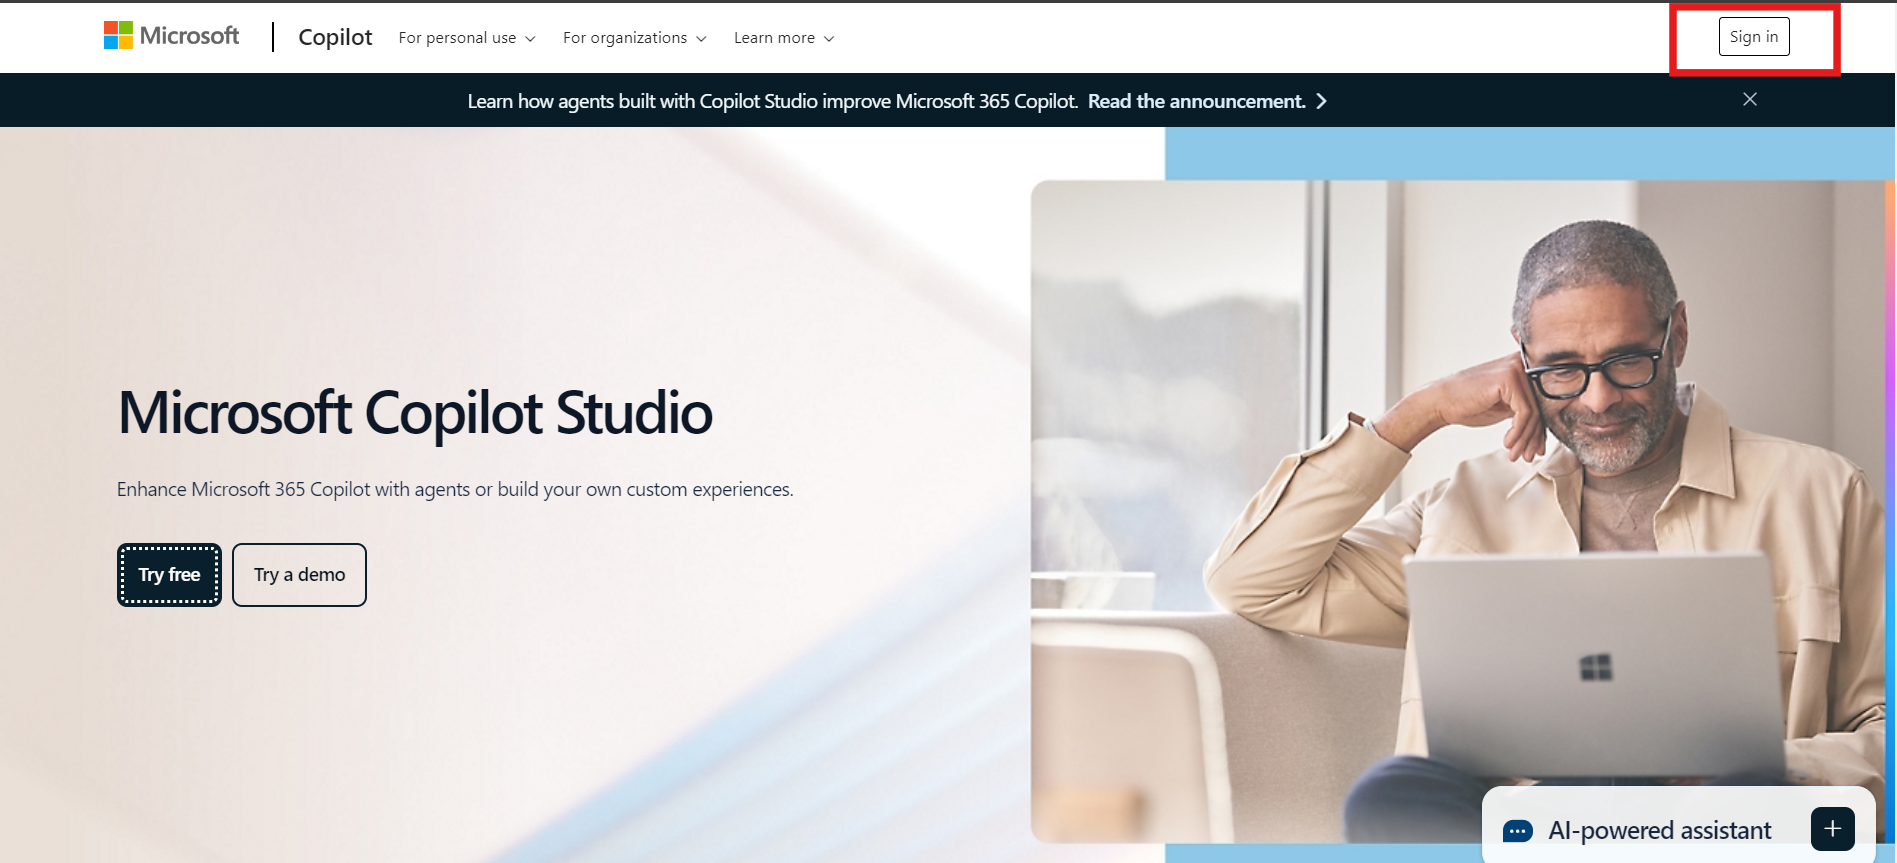 Microsoft
Copilot
For personal use
For organizations
Learn more
Sign in
Learn how agents built with Copilot Studio improve Microsoft 365 Copilot. Read the announcement.
Microsoft Copilot Studio
Enhance Microsoft 365 Copilot with agents or build your own custom experiences.
Try free
Try a demo
AI-powered assistant